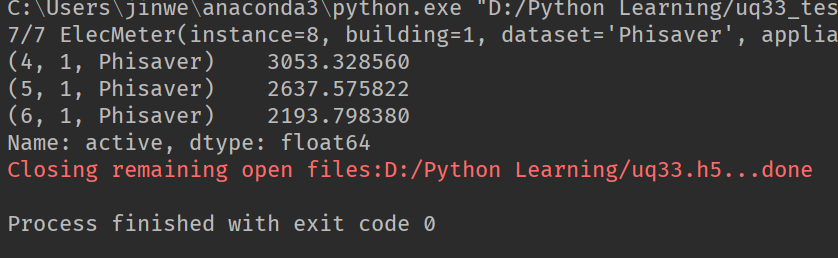 C:\Users\jinwe\anaconda3\python.exe "D:/Python Learning/uq33_tes
7/7 ElecMeter(instance=8, building=1, dataset='Phisaver', applia
(4, 1, Phisaver)    3053.328560
(5, 1, Phisaver)    2637.575822
(6, 1, Phisaver)    2193.798380
Name: active, dtype: float64
Closing remaining open files:D:/Python Learning/uq33.h5...done
Process finished with exit code 0